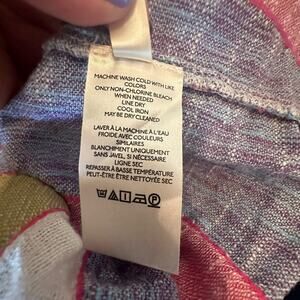 MACHINE WASH COLD WITH LIKE
COLORS
ONLY NON-CHLORINE BLEACH
WHEN NEEDED
LINE DRY
COOL IRON
MAY BE DRY CLEANED
LAVER À LA MACHINE À L'EAU
FROIDE AVEC COULEURS
SIMILAIRES
BLANCHIMENT UNIQUEMENT
SANS JAVEL, SI NÉCESSAIRE
LIGNE SEC
REPASSER À BASSE TEMPÉRATURE
PEUT-ÊTRE ÊTRE NETTOYÉE SEC
P